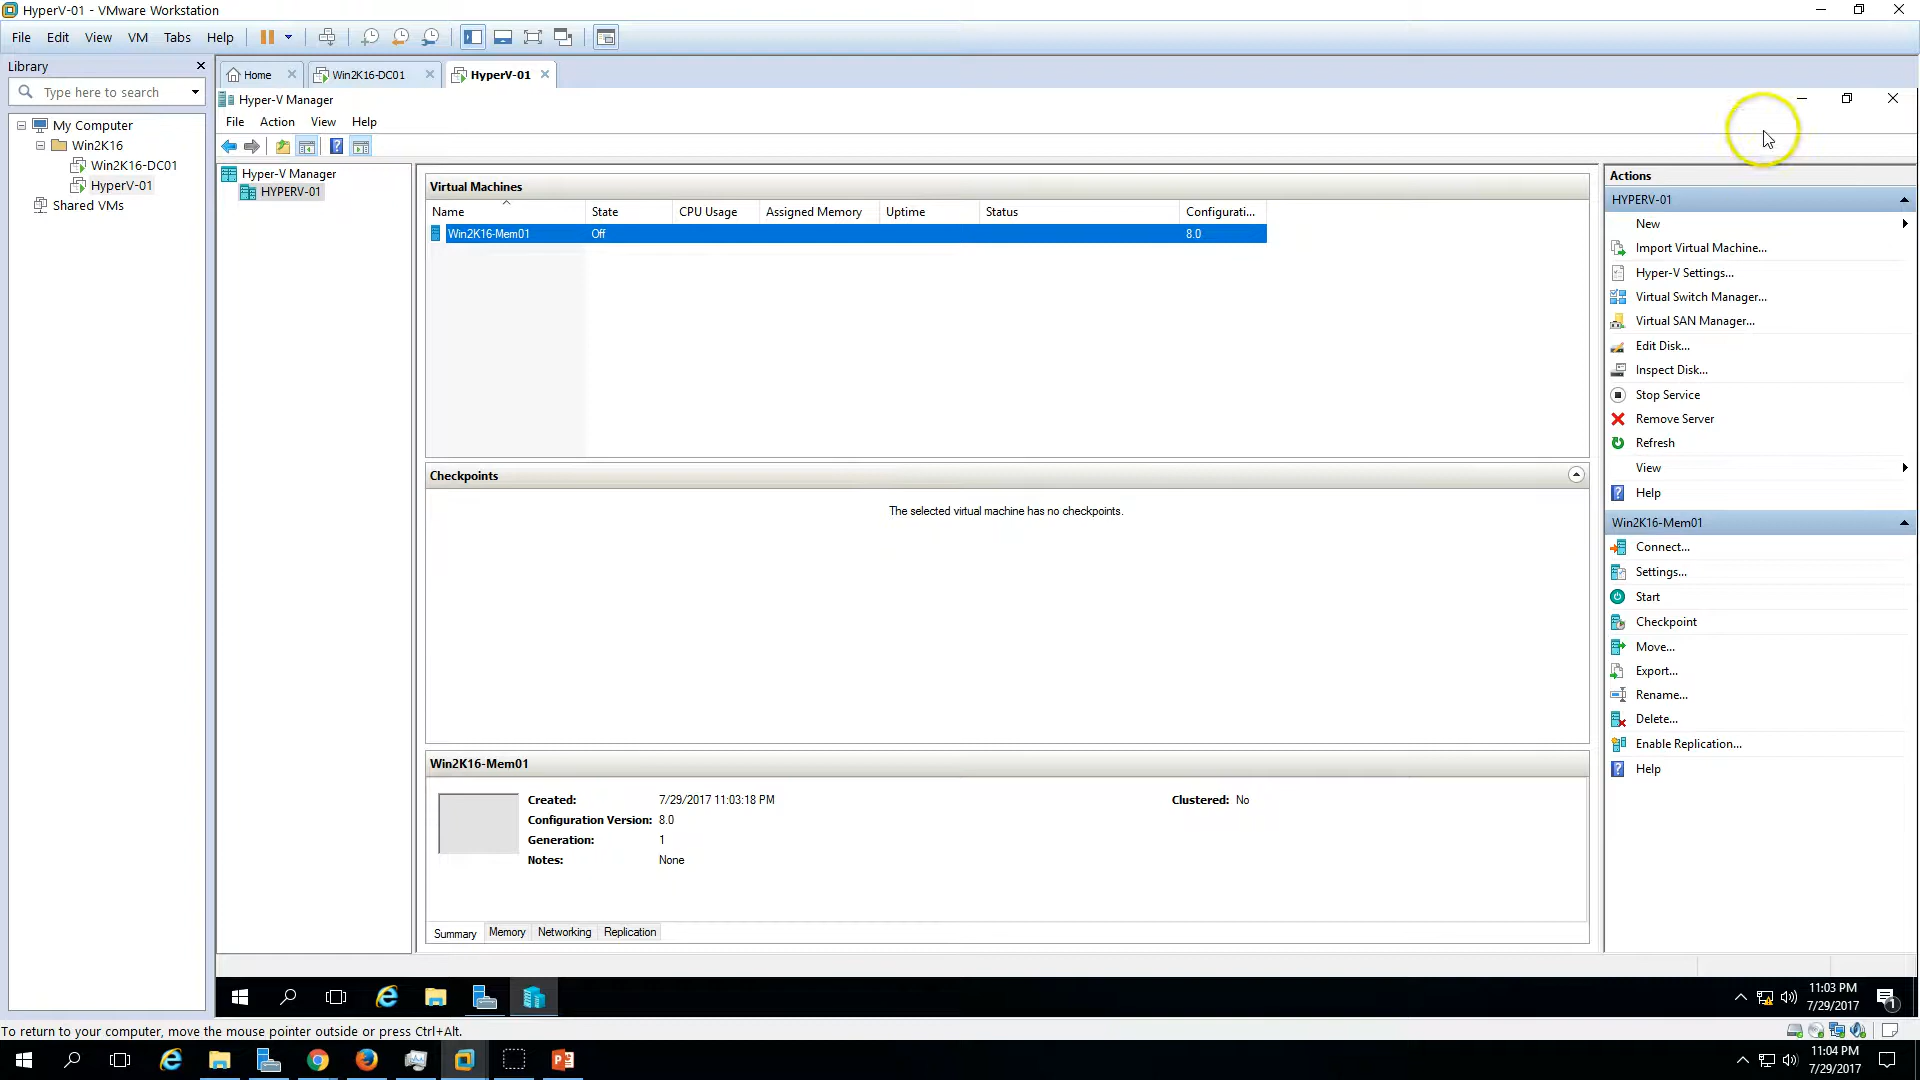 HyperV-01 - VMware Workstation
File Edit View VM Tabs Help
Library
Type here to search
My Computer
Win2K16
Win2K16-DC01
HyperV-01
Shared VMs
Home Win2K16-DC01 HyperV-01
Hyper-V Manager
File Action View Help
Hyper-V Manager
HYPERV-01
Virtual Machines
Name State CPU Usage Assigned Memory Uptime Status Configurati...
Win2K16-Mem01 Off 8.0
Checkpoints
The selected virtual machine has no checkpoints.
Win2K16-Mem01
Created: 7/29/2017 11:03:18 PM Clustered: No
Configuration Version: 8.0
Generation: 1
Notes: None
Summary Memory Networking Replication
Actions
HYPERV-01
New
Import Virtual Machine...
Hyper-V Settings...
Virtual Switch Manager...
Virtual SAN Manager...
Edit Disk...
Inspect Disk...
Stop Service
Remove Server
Refresh
View
Help
Win2K16-Mem01
Connect...
Settings...
Start
Checkpoint
Move...
Export...
Rename...
Delete...
Enable Replication...
Help
11:03 PM
7/29/2017
1
To return to your computer, move the mouse pointer outside or press Ctrl+Alt.
11:04 PM
7/29/2017